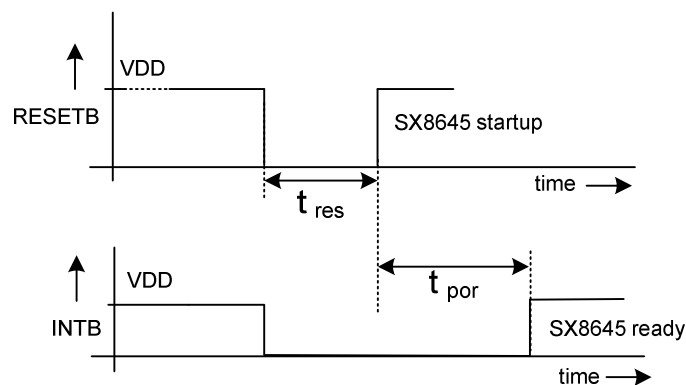 VDD
RESETB
SX8645 startup
time
t res
VDD
t por
INTB
SX8645 ready
time